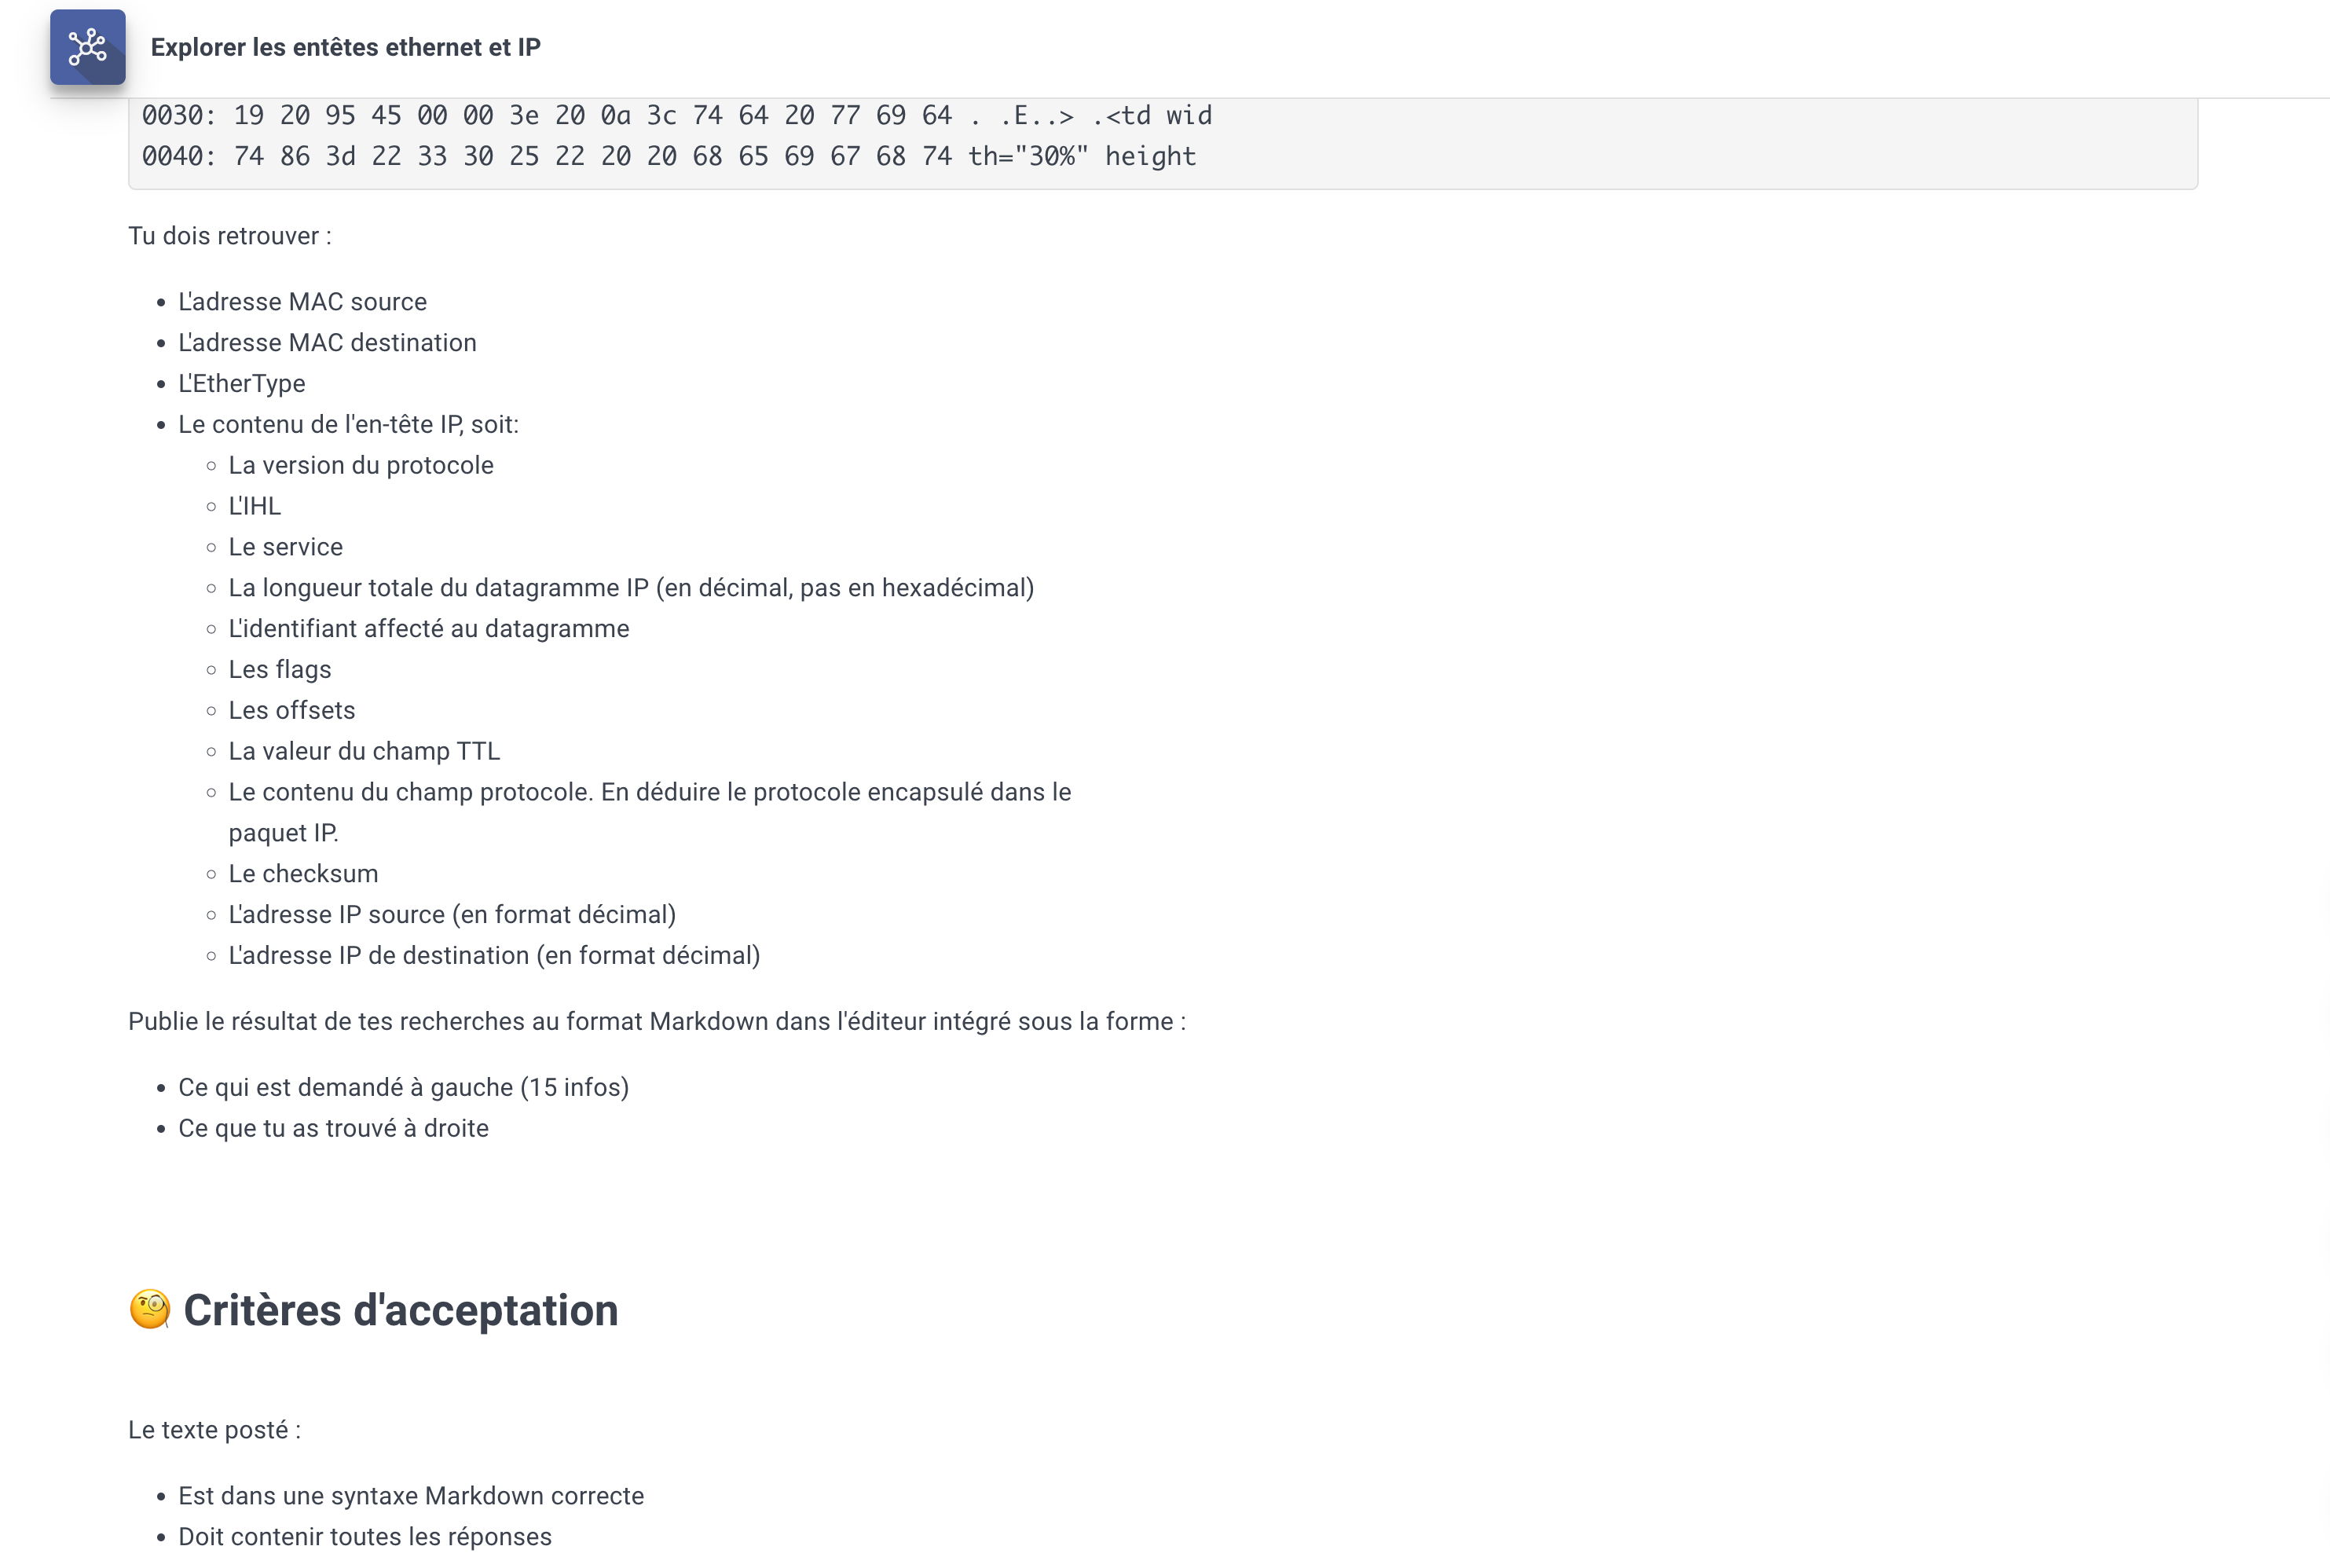 Explorer les entêtes ethernet et IP
0030: 19 20 95 45 00 00 3e 20 0a 3c 74 64 20 77 69 64 . .E..> .<td wid
0040: 74 86 3d 22 33 30 25 22 20 20 68 65 69 67 68 74 th="30%" height
Tu dois retrouver :
L'adresse MAC source
L'adresse MAC destination
L'EtherType
Le contenu de l'en-tête IP, soit:
La version du protocole
L'IHL
Le service
La longueur totale du datagramme IP (en décimal, pas en hexadécimal)
L'identifiant affecté au datagramme
Les flags
Les offsets
La valeur du champ TTL
Le contenu du champ protocole. En déduire le protocole encapsulé dans le
paquet IP.
Le checksum
L'adresse IP source (en format décimal)
L'adresse IP de destination (en format décimal)
Publie le résultat de tes recherches au format Markdown dans l'éditeur intégré sous la forme :
Ce qui est demandé à gauche (15 infos)
Ce que tu as trouvé à droite
Critères d'acceptation
Le texte posté :
Est dans une syntaxe Markdown correcte
Doit contenir toutes les réponses